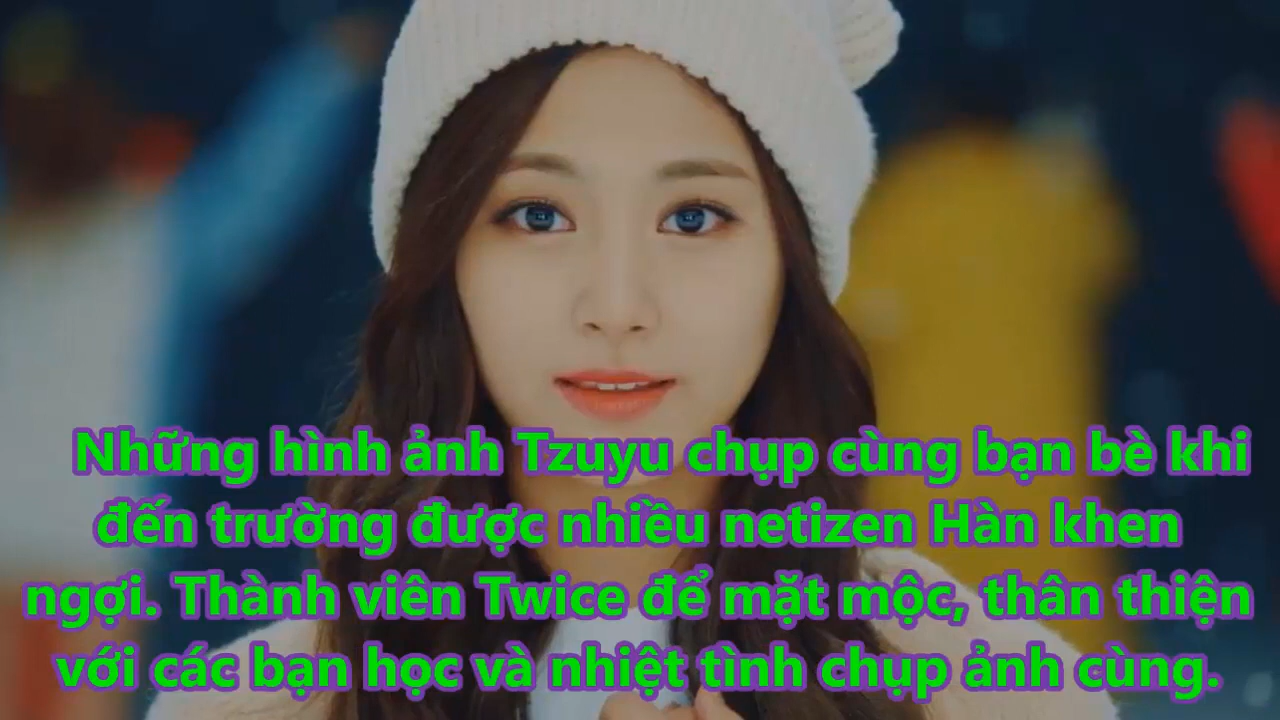 Những hình ảnh Tzuyu chụp cùng bạn bè khi
đến trường được nhiều netizen Hàn khen
ngợi. Thành viên Twice để mặt mộc, thân thiện
với các bạn học và nhiệt tình chụp ảnh cùng.